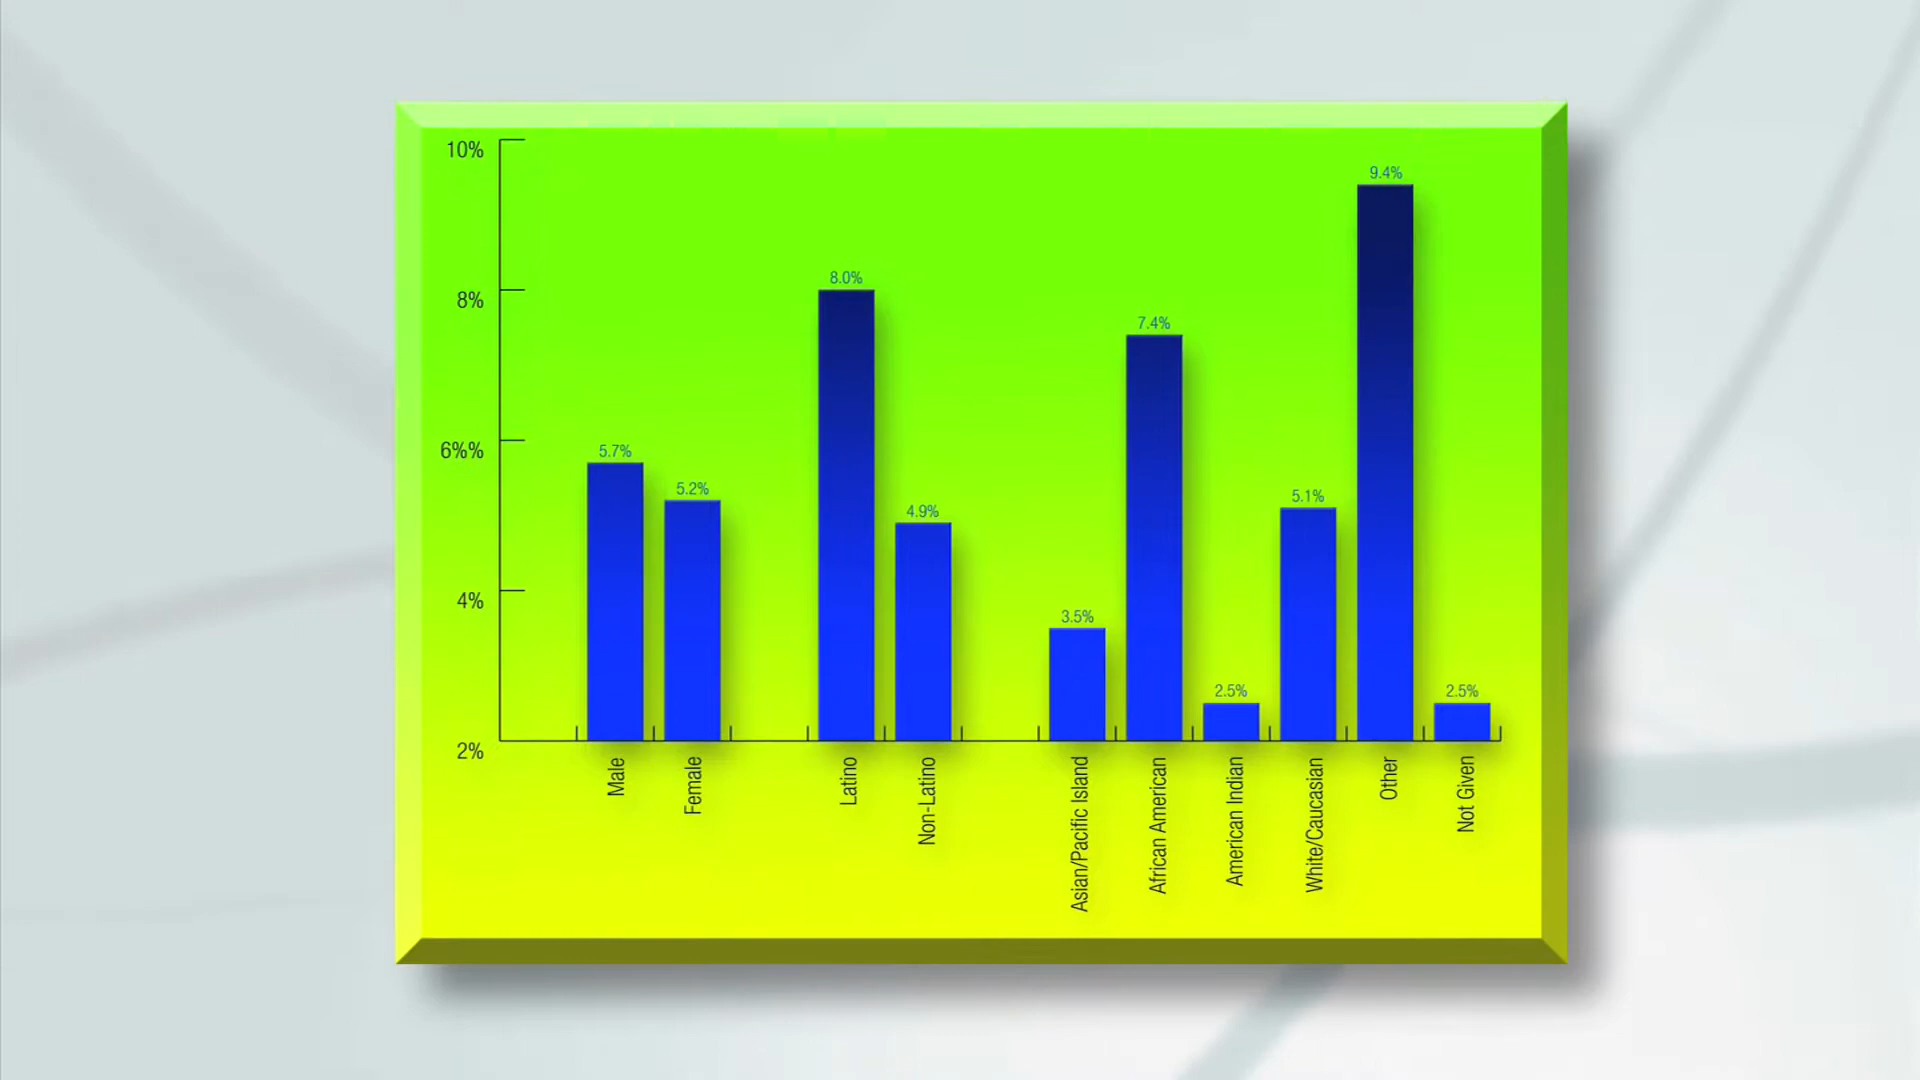 10%
8%
6%%
4%
2%
5.7%
5.2%
8.0%
4.9%
3.5%
7.4%
2.5%
5.1%
9.4%
2.5%
Male
Female
Latino
Non-Latino
Asian/Pacific Island
African American
American Indian
White/Caucasian
Other
Not Given